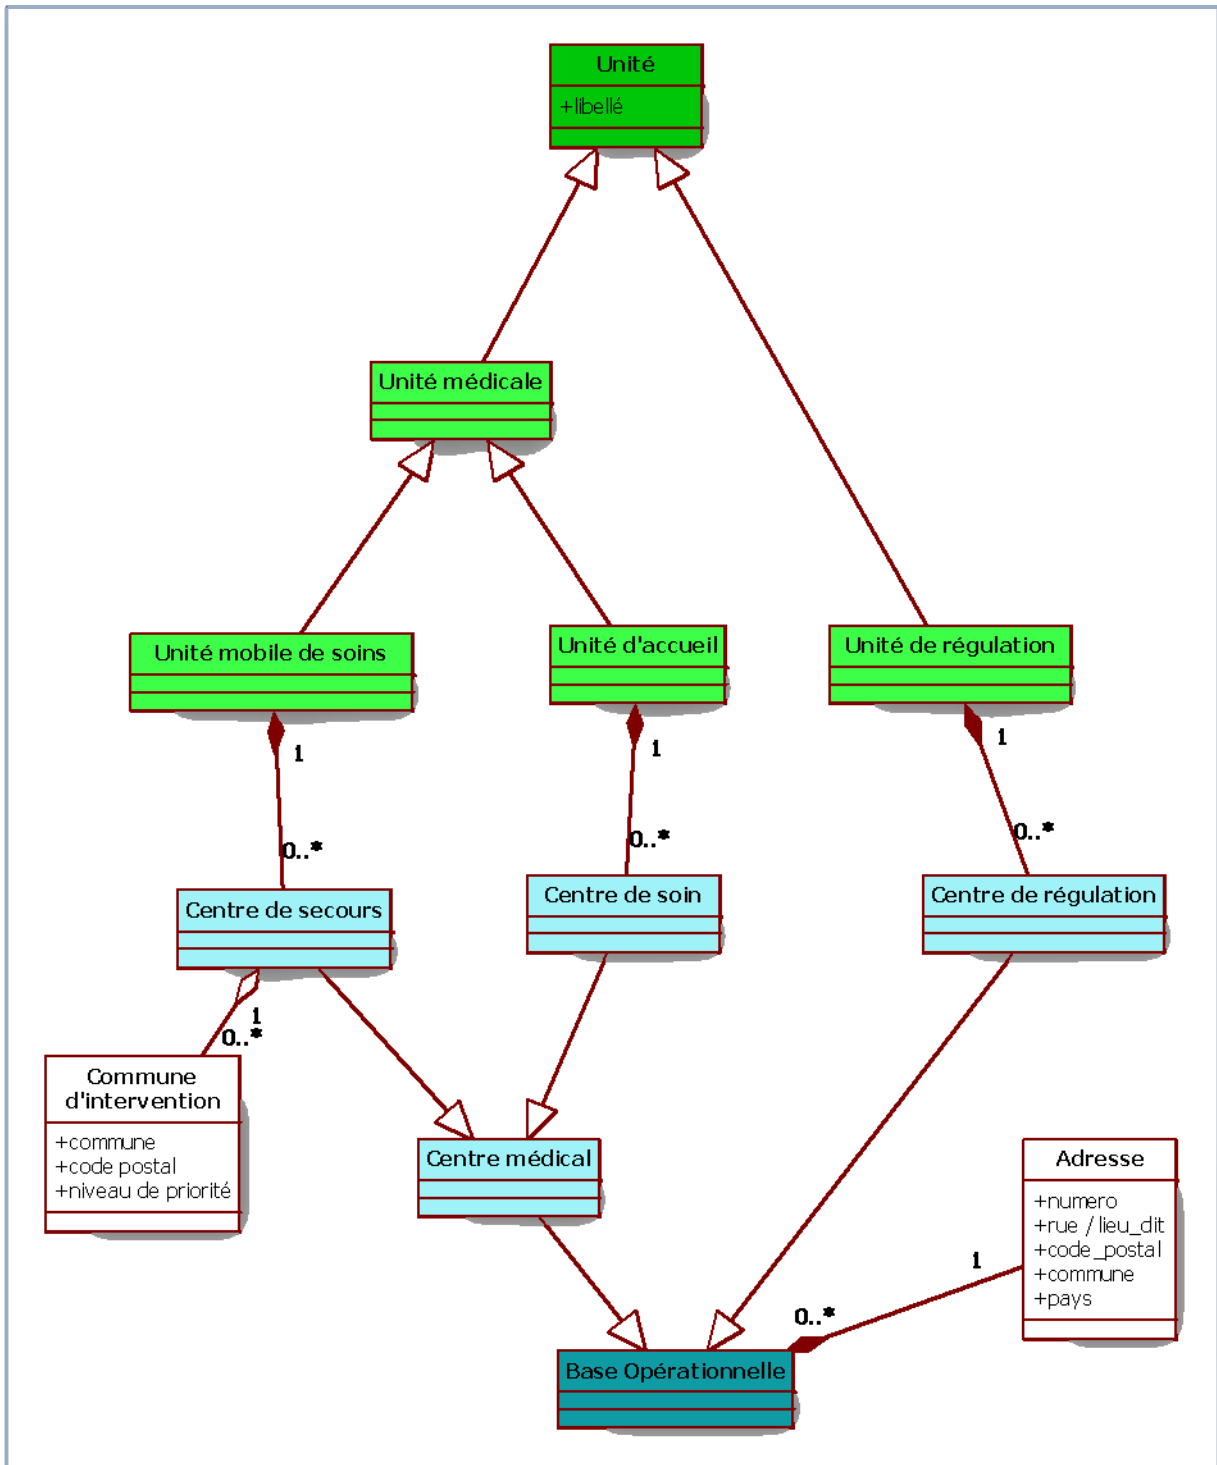 Unité
+libellé
Unité médicale
Unité mobile de soins
Unité d'accueil
Unité de régulation
1
1
1
0..*
0..*
0..*
Centre de secours
Centre de soin
Centre de régulation
1
0..*
Commune
d'intervention
+commune
+code postal
+niveau de priorité
Centre médical
Adresse
+numero
+rue / lieu_dit
+code_postal
+commune
+pays
1
0..*
Base Opérationnelle